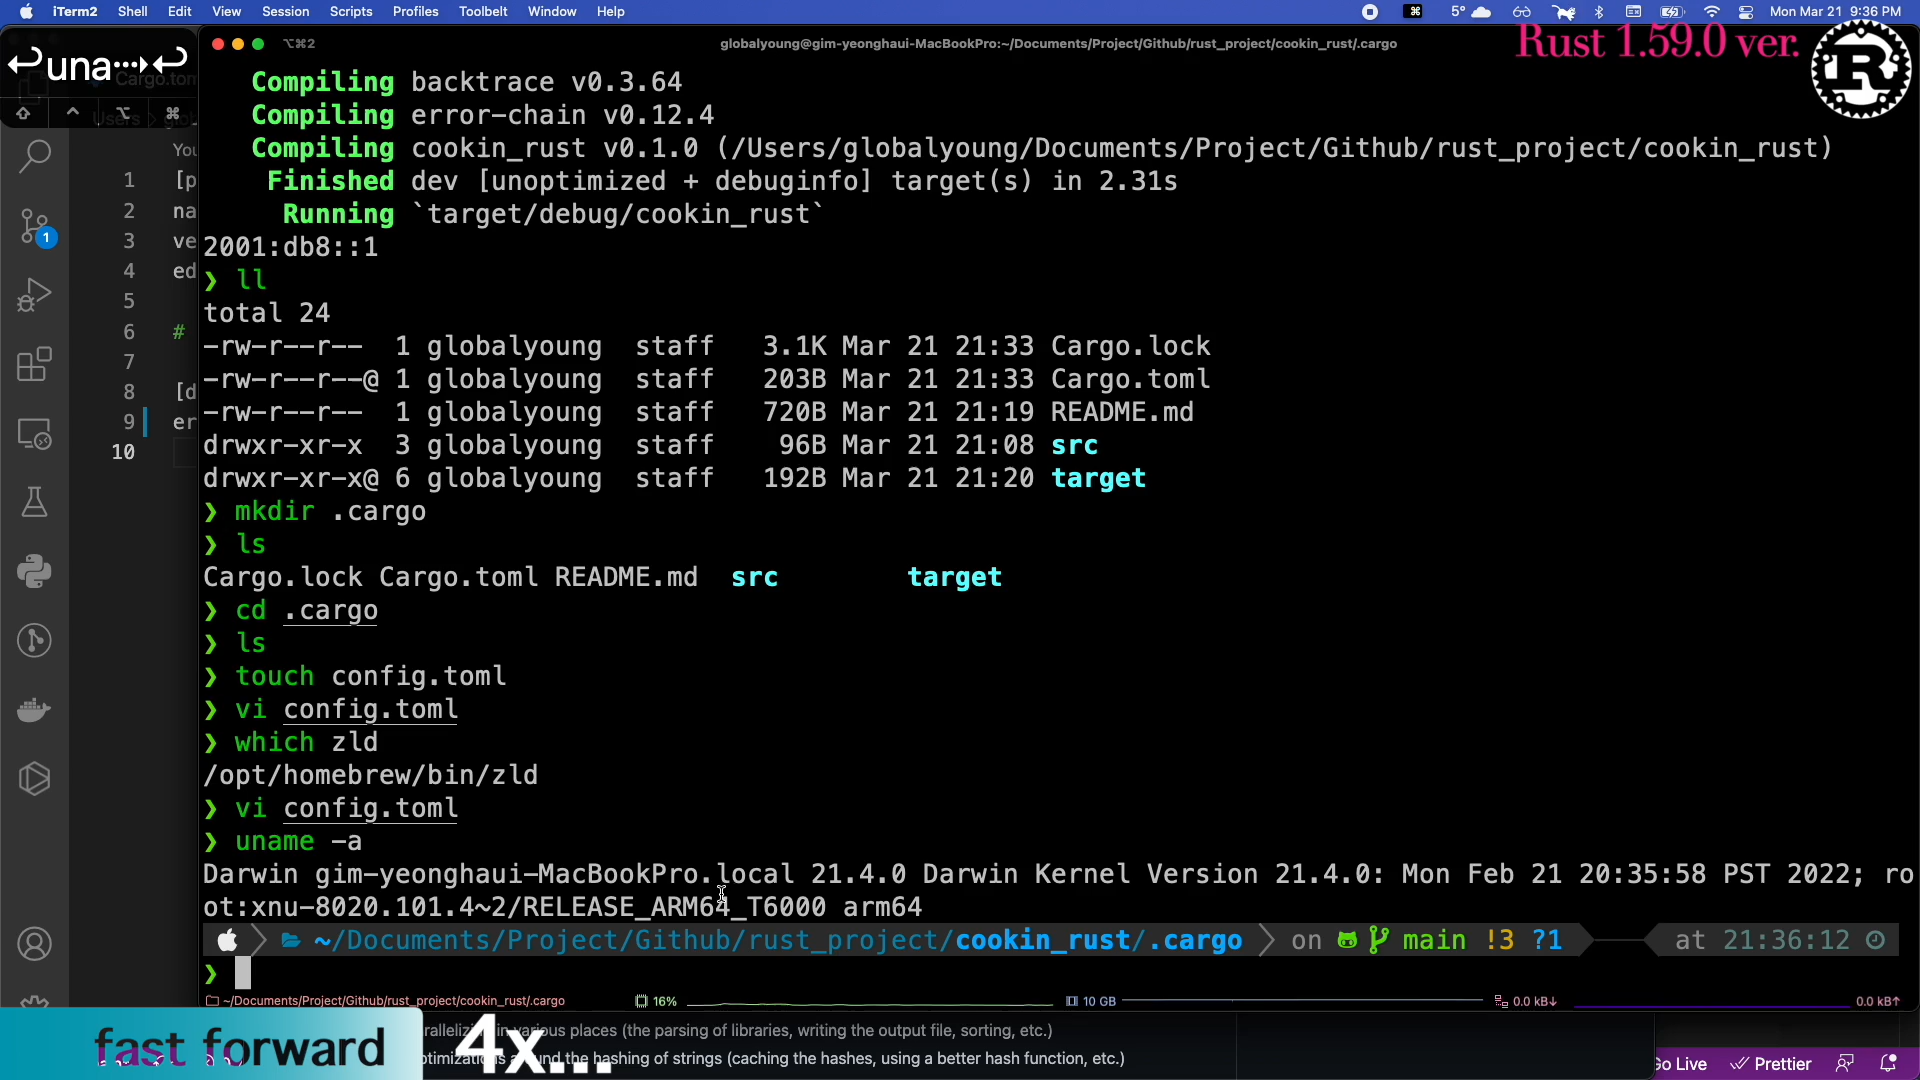 iTerm2 Shell Edit View Session Scripts Profiles Toolbelt Window Help 5° Mon Mar 21 9:36 PM
⌥⌘2 globalyoung@gim-yeonghaui-MacBookPro:~/Documents/Project/Github/rust_project/cookin_rust/.cargo
Rust 1.59.0 ver.
una
Cargo.tom
Users
You
1 [p
2 na
3 ve
4 ed
5
6 #
7
8 [d
9 er
10
1
Compiling backtrace v0.3.64
Compiling error-chain v0.12.4
Compiling cookin_rust v0.1.0 (/Users/globalyoung/Documents/Project/Github/rust_project/cookin_rust)
Finished dev [unoptimized + debuginfo] target(s) in 2.31s
Running `target/debug/cookin_rust`
2001:db8::1
❯ ll
total 24
-rw-r--r-- 1 globalyoung staff 3.1K Mar 21 21:33 Cargo.lock
-rw-r--r--@ 1 globalyoung staff 203B Mar 21 21:33 Cargo.toml
-rw-r--r-- 1 globalyoung staff 720B Mar 21 21:19 README.md
drwxr-xr-x 3 globalyoung staff 96B Mar 21 21:08 src
drwxr-xr-x@ 6 globalyoung staff 192B Mar 21 21:20 target
❯ mkdir .cargo
❯ ls
Cargo.lock Cargo.toml README.md src target
❯ cd .cargo
❯ ls
❯ touch config.toml
❯ vi config.toml
❯ which zld
/opt/homebrew/bin/zld
❯ vi config.toml
❯ uname -a
Darwin gim-yeonghaui-MacBookPro.local 21.4.0 Darwin Kernel Version 21.4.0: Mon Feb 21 20:35:58 PST 2022; ro
ot:xnu-8020.101.4~2/RELEASE_ARM64_T6000 arm64
~/Documents/Project/Github/rust_project/cookin_rust/.cargo on main !3 ?1 at 21:36:12
❯
~/Documents/Project/Github/rust_project/cookin_rust/.cargo 16% 10 GB 0.0 kB↓ 0.0 kB↑
in various places (the parsing of libraries, writing the output file, sorting, etc.)
the hashing of strings (caching the hashes, using a better hash function, etc.)
fast forward 4x...
Go Live Prettier